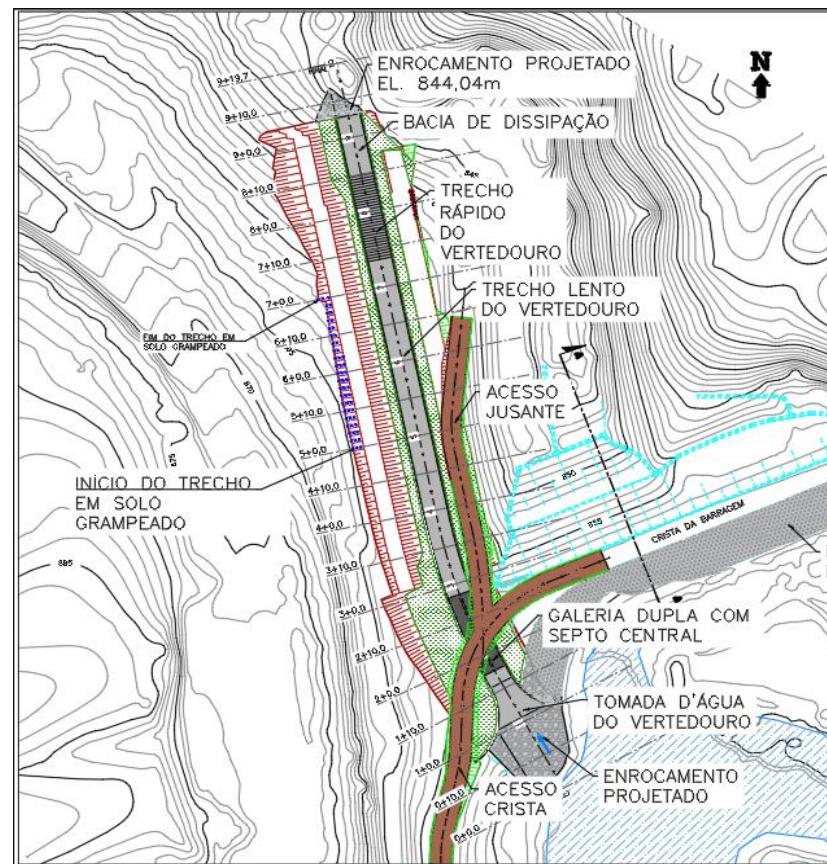 N
ENROCAMENTO PROJETADO
EL. 844,04m
BACIA DE DISSIPAÇÃO
TRECHO
RÁPIDO
DO
VERTEDOURO
TRECHO LENTO
DO VERTEDOURO
ACESSO
JUSANTE
FIM DO TRECHO EM
SOLO GRAMPEADO
INÍCIO DO TRECHO
EM SOLO
GRAMPEADO
CRISTA DA BARRAGEM
GALERIA DUPLA COM
SEPTO CENTRAL
TOMADA D'ÁGUA
DO VERTEDOURO
ENROCAMENTO
PROJETADO
ACESSO
CRISTA
9+19,7
9+10,0
9+0,0
8+10,0
8+0,0
7+10,0
7+0,0
6+10,0
6+0,0
5+10,0
5+0,0
4+10,0
4+0,0
3+10,0
3+0,0
2+10,0
2+0,0
1+10,0
1+0,0
0+10,0
0+0,0
870
875
885
850
855